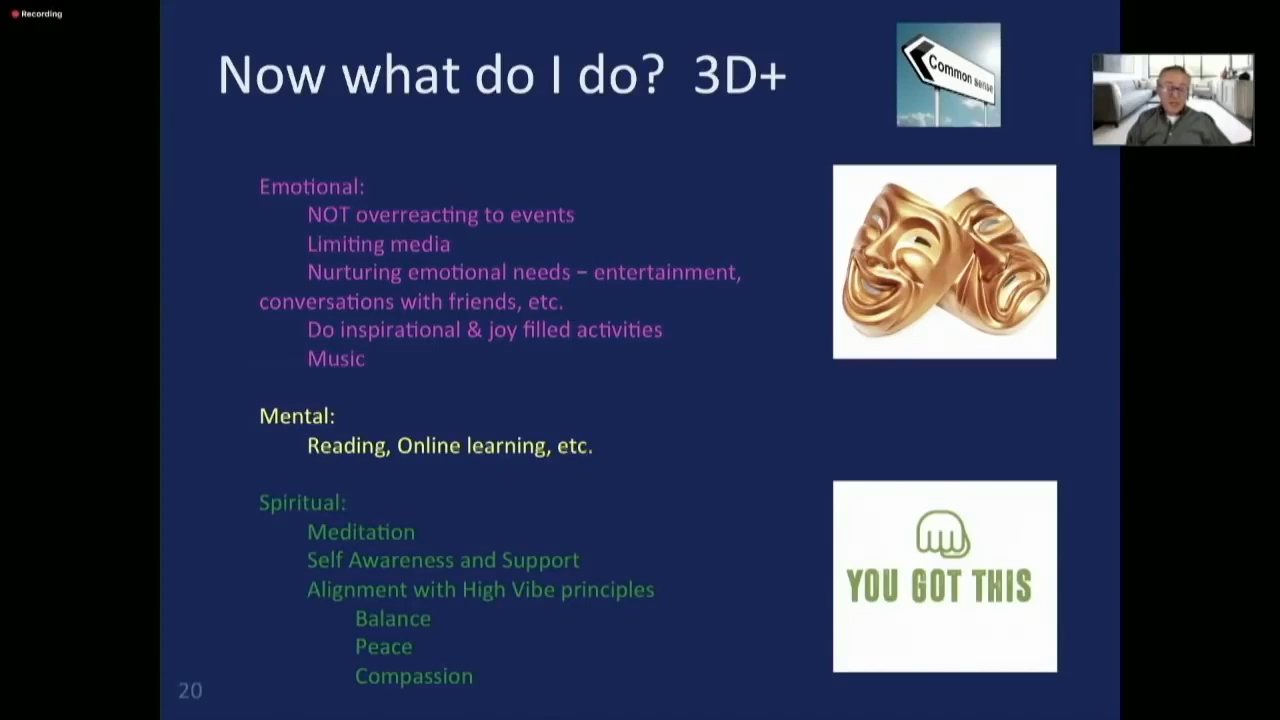 Recording
Now what do I do? 3D+
Common sense
Emotional:
NOT overreacting to events
Limiting media
Nurturing emotional needs – entertainment,
conversations with friends, etc.
Do inspirational & joy filled activities
Music
Mental:
Reading, Online learning, etc.
Spiritual:
Meditation
Self Awareness and Support
Alignment with High Vibe principles
Balance
Peace
Compassion
YOU GOT THIS
20